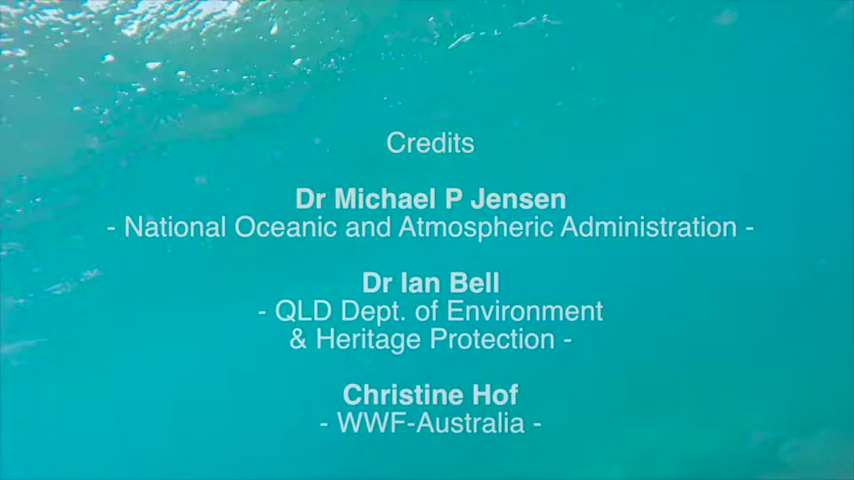 Credits
Dr Michael P Jensen
- National Oceanic and Atmospheric Administration -
Dr Ian Bell
- QLD Dept. of Environment
& Heritage Protection -
Christine Hof
- WWF-Australia -